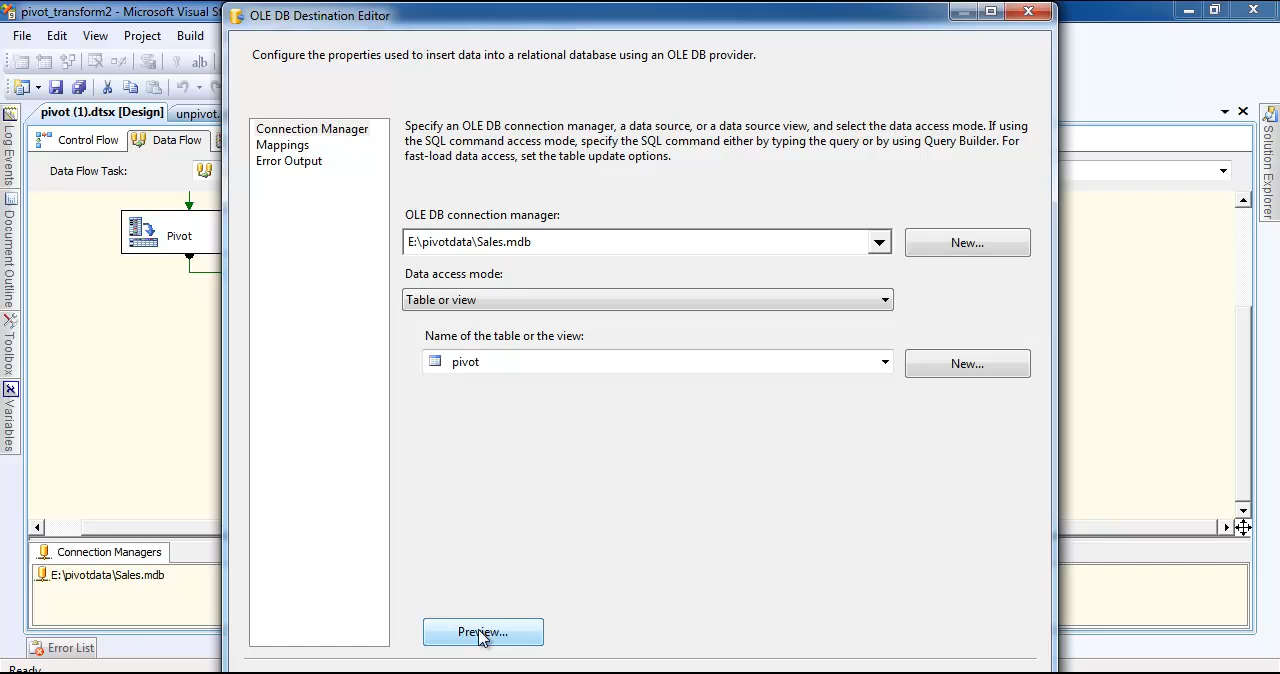 pivot_transform2 - Microsoft Visual St
OLE DB Destination Editor
File Edit View Project Build
Configure the properties used to insert data into a relational database using an OLE DB provider.
ab
pivot (1).dtsx [Design] unpivot.
Connection Manager
Mappings
Error Output
Specify an OLE DB connection manager, a data source, or a data source view, and select the data access mode. If using
the SQL command access mode, specify the SQL command either by typing the query or by using Query Builder. For
fast-load data access, set the table update options.
Control Flow Data Flow
Data Flow Task:
Log Events
Document Outline
Toolbox
Variables
Solution Explorer
Pivot
OLE DB connection manager:
E:\pivotdata\Sales.mdb
New...
Data access mode:
Table or view
Name of the table or the view:
pivot
New...
Connection Managers
E:\pivotdata\Sales.mdb
Preview...
Error List
Ready